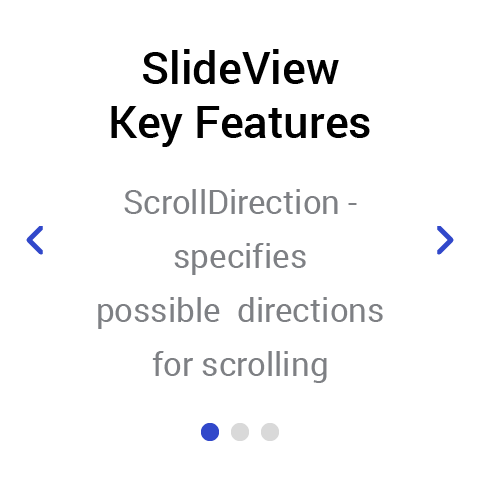 SlideView
Key Features
ScrollDirection -
specifies
possible  directions
for scrolling